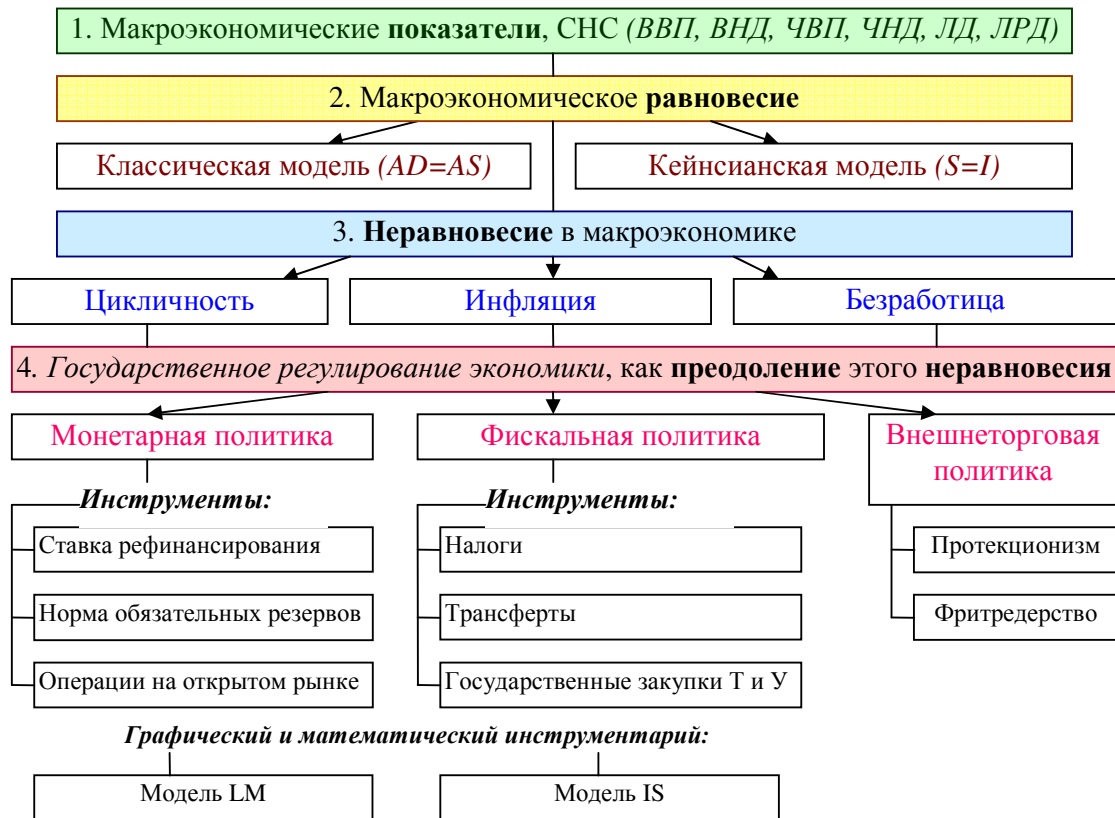 1. Макроэкономические показатели, СНС (ВВП, ВНД, ЧВП, ЧНД, ЛД, ЛРД)
2. Макроэкономическое равновесие
Классическая модель (AD=AS)
Кейнсианская модель (S=I)
3. Неравновесие в макроэкономике
Цикличность
Инфляция
Безработица
4. Государственное регулирование экономики, как преодоление этого неравновесия
Монетарная политика
Фискальная политика
Внешнеторговая
политика
Инструменты:
Ставка рефинансирования
Норма обязательных резервов
Операции на открытом рынке
Инструменты:
Налоги
Трансферты
Государственные закупки Т и У
Протекционизм
Фритредерство
Графический и математический инструментарий:
Модель LM
Модель IS